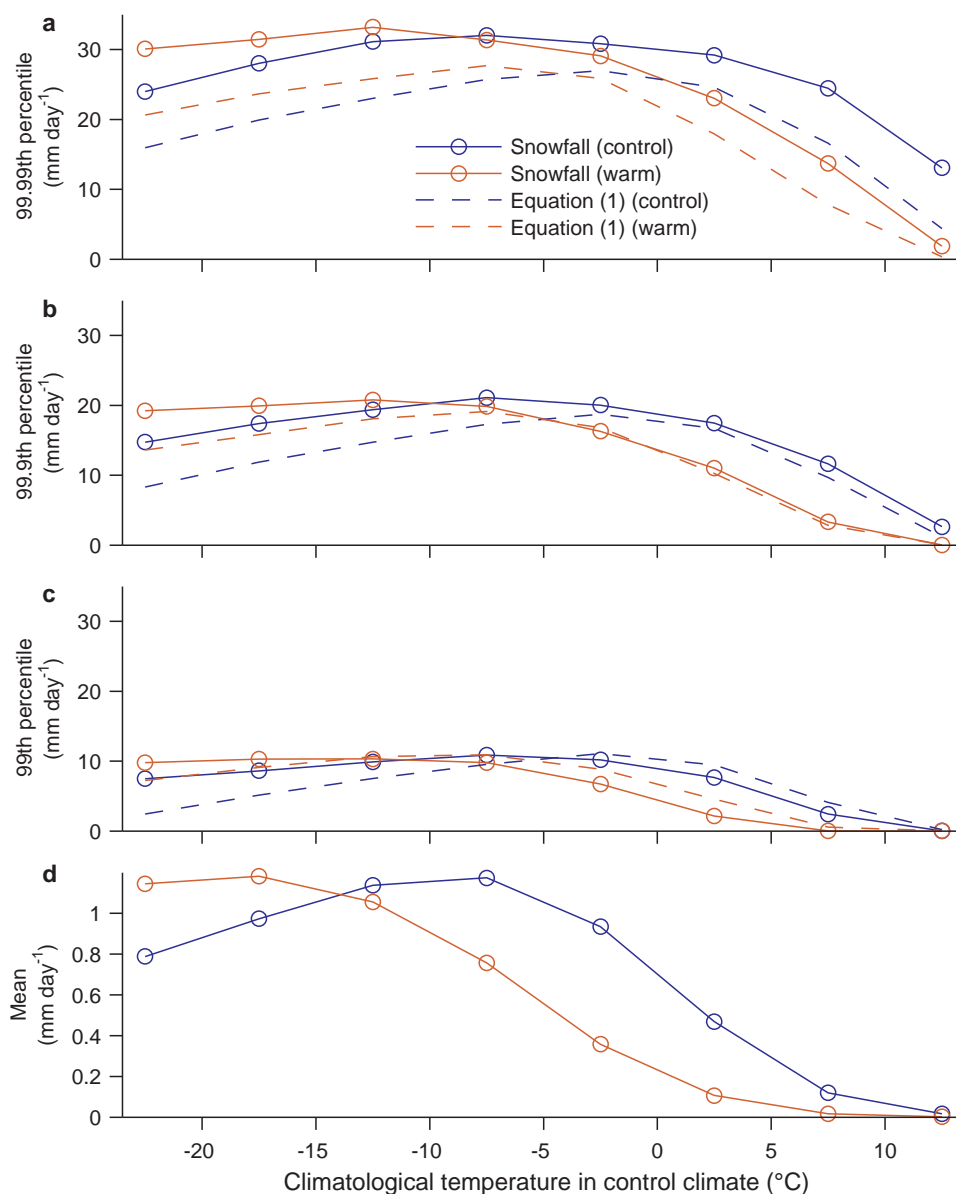 a
30
20
10
0
99.99th percentile
(mm day-1)
Snowfall (control)
Snowfall (warm)
Equation (1) (control)
Equation (1) (warm)
b
30
20
10
0
99.9th percentile
(mm day-1)
c
30
20
10
0
99th percentile
(mm day-1)
d
1
0.8
0.6
0.4
0.2
0
Mean
(mm day-1)
-20 -15 -10 -5 0 5 10
Climatological temperature in control climate (°C)